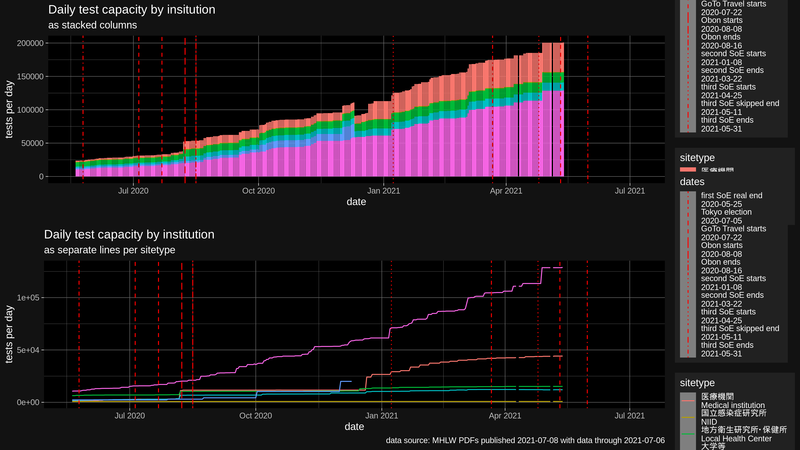 Daily test capacity by insitution
as stacked columns
tests per day
200000
150000
100000
50000
0
Jul 2020
Oct 2020
Jan 2021
Apr 2021
Jul 2021
date
GoTo Travel starts
2020-07-22
Obon starts
2020-08-08
Obon ends
2020-08-16
second SoE starts
2021-01-08
second SoE ends
2021-03-22
third SoE starts
2021-04-25
third SoE skipped end
2021-05-11
third SoE ends
2021-05-31
sitetype
dates
first SoE real end
2020-05-25
Tokyo election
2020-07-05
GoTo Travel starts
2020-07-22
Obon starts
2020-08-08
Obon ends
2020-08-16
second SoE starts
2021-01-08
second SoE ends
2021-03-22
third SoE starts
2021-04-25
third SoE skipped end
2021-05-11
third SoE ends
2021-05-31
Daily test capacity by institution
as separate lines per sitetype
tests per day
1e+05
5e+04
0e+00
Jul 2020
Oct 2020
Jan 2021
Apr 2021
Jul 2021
date
sitetype
医療機関
Medical institution
国立感染症研究所
NIID
地方衛生研究所・保健所
Local Health Center
大学等
data source: MHLW PDFs published 2021-07-08 with data through 2021-07-06